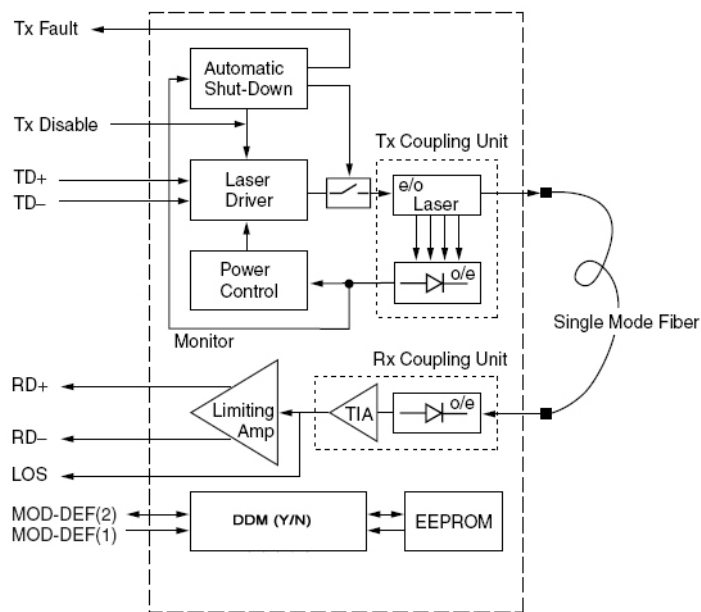 Tx Fault
Automatic
Shut-Down
Tx Disable
Tx Coupling Unit
TD+
TD–
Laser
Driver
e/o
Laser
Power
Control
o/e
Single Mode Fiber
Monitor
Rx Coupling Unit
RD+
RD–
Limiting
Amp
TIA
o/e
LOS
MOD-DEF(2)
MOD-DEF(1)
DDM (Y/N)
EEPROM